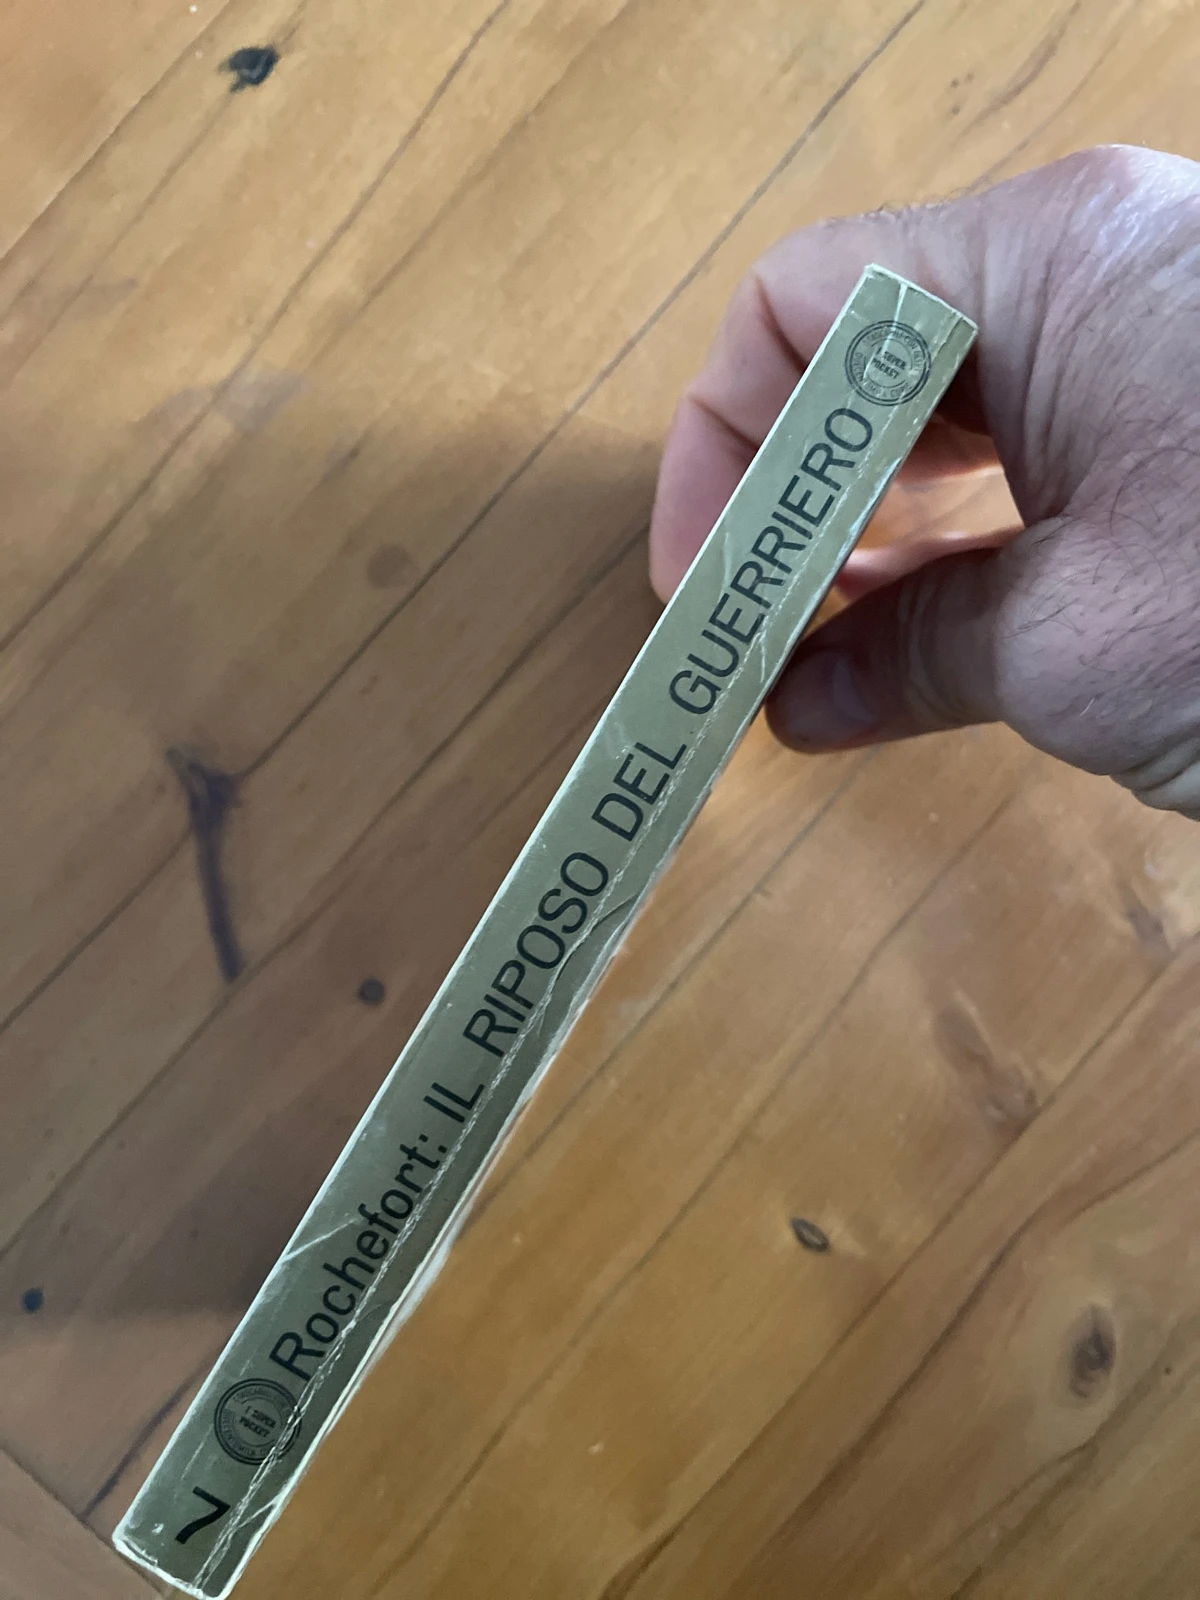 7
I SUPER
POCKET
Rochefort: IL RIPOSO DEL GUERRIERO
I SUPER
POCKET